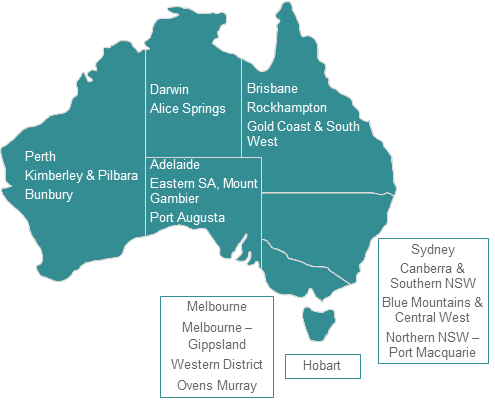 Darwin
Alice Springs
Brisbane
Rockhampton
Gold Coast & South
West
Perth
Kimberley & Pilbara
Bunbury
Adelaide
Eastern SA, Mount
Gambier
Port Augusta
Sydney
Canberra &
Southern NSW
Blue Mountains &
Central West
Northern NSW –
Port Macquarie
Melbourne
Melbourne –
Gippsland
Western District
Ovens Murray
Hobart